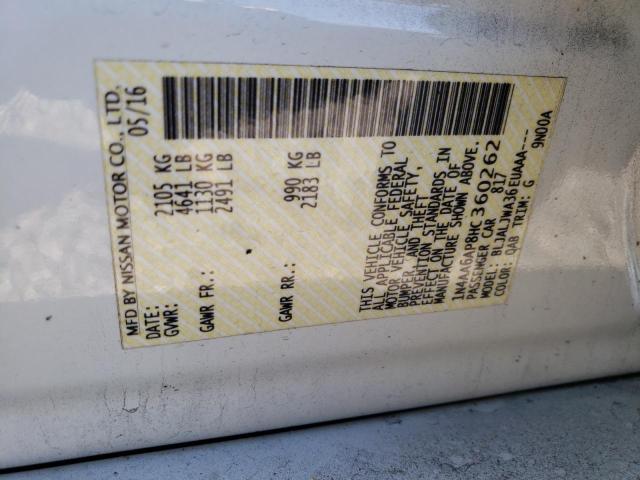 MFD BY NISSAN MOTOR CO., LTD.
DATE: 05/16
GVWR: 2105 KG
4641 LB
GAWR FR.: 1130 KG
2491 LB
GAWR RR.: 990 KG
2183 LB
THIS VEHICLE CONFORMS TO
ALL APPLICABLE FEDERAL
MOTOR VEHICLE SAFETY,
BUMPER, AND THEFT
PREVENTION STANDARDS IN
EFFECT ON THE DATE OF
MANUFACTURE SHOWN ABOVE.
1N4AA6AP8HC360262
PASSENGER CAR 817
MODEL: BLJALJWA36EUAAA---
COLOR: QAB TRIM: G 9N00A